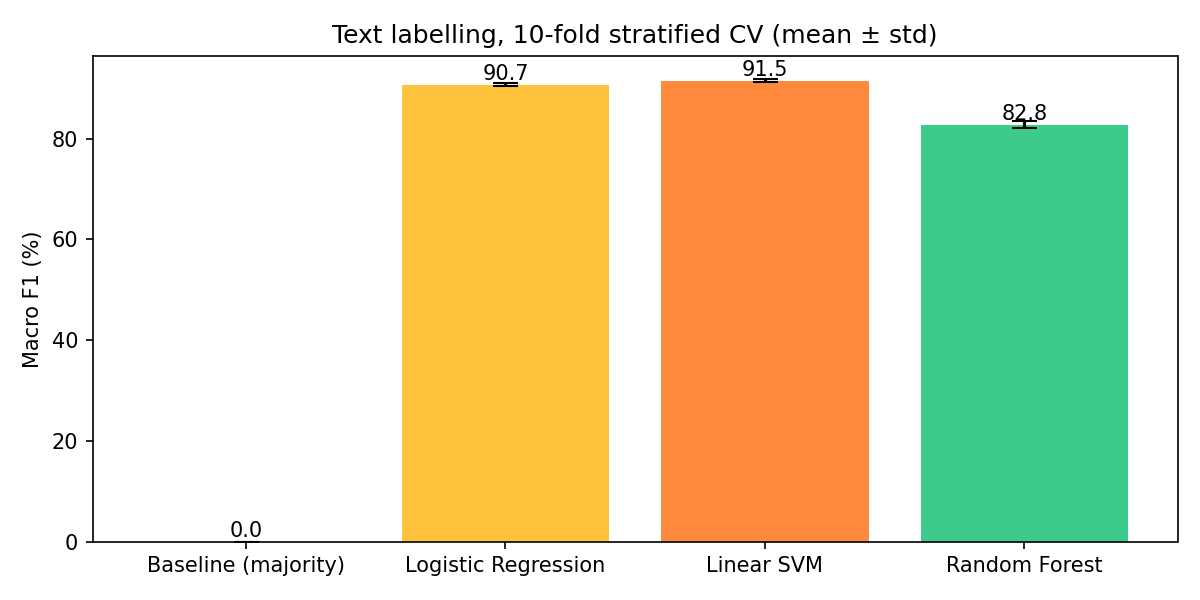 Text labelling, 10-fold stratified CV (mean ± std)
Macro F1 (%)
80
60
40
20
0
0.0
90.7
91.5
82.8
Baseline (majority)
Logistic Regression
Linear SVM
Random Forest